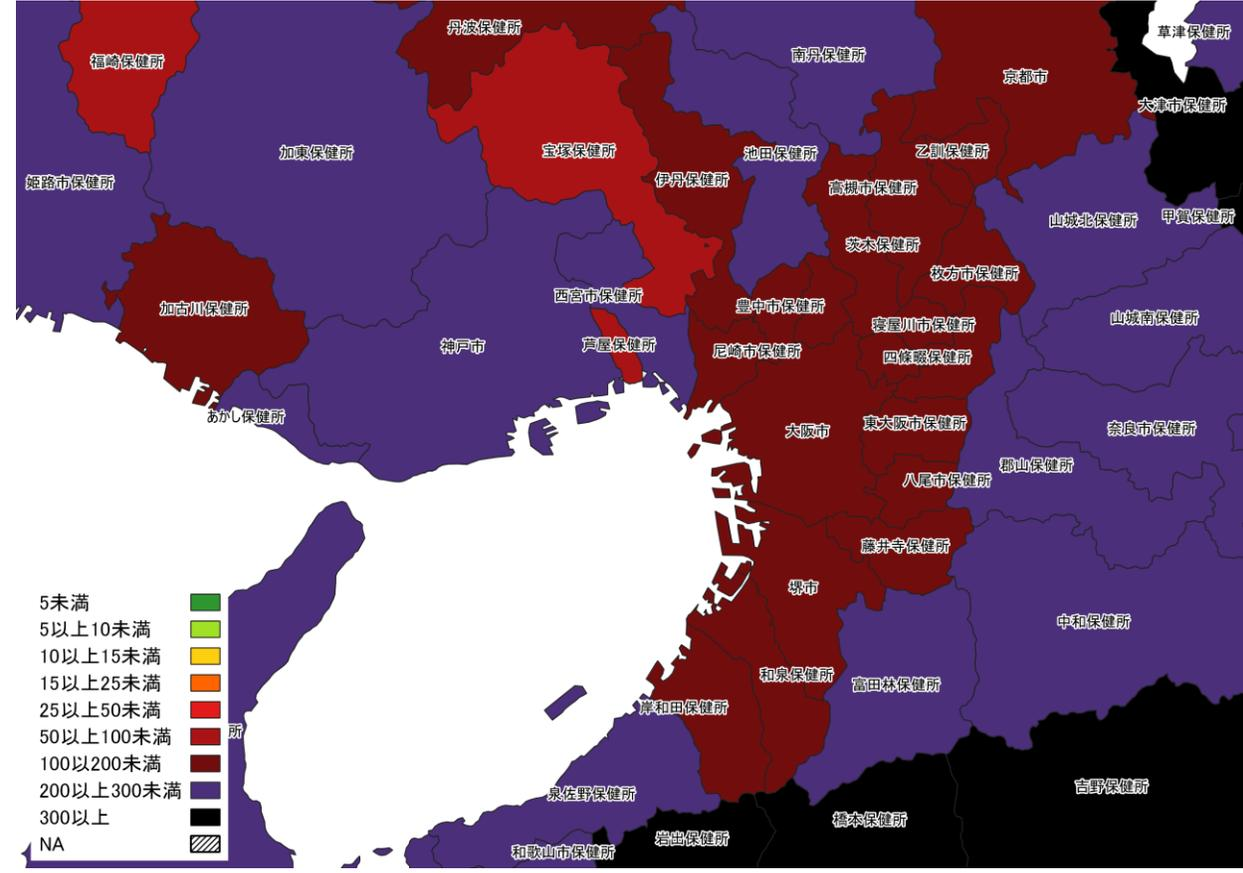 丹波保健所
草津保健所
南丹保健所
福崎保健所
京都市
大津市保健所
加東保健所
宝塚保健所
池田保健所
乙訓保健所
姫路市保健所
伊丹保健所
高槻市保健所
山城北保健所
甲賀保健所
茨木保健所
枚方市保健所
西宮市保健所
加古川保健所
豊中市保健所
山城南保健所
寝屋川市保健所
神戸市
芦屋保健所
尼崎市保健所
四條畷保健所
あかし保健所
大阪市
東大阪市保健所
奈良市保健所
郡山保健所
八尾市保健所
藤井寺保健所
堺市
中和保健所
和泉保健所
富田林保健所
岸和田保健所
所
泉佐野保健所
吉野保健所
橋本保健所
岩出保健所
和歌山市保健所
5未満
5以上10未満
10以上15未満
15以上25未満
25以上50未満
50以上100未満
100以200未満
200以上300未満
300以上
NA